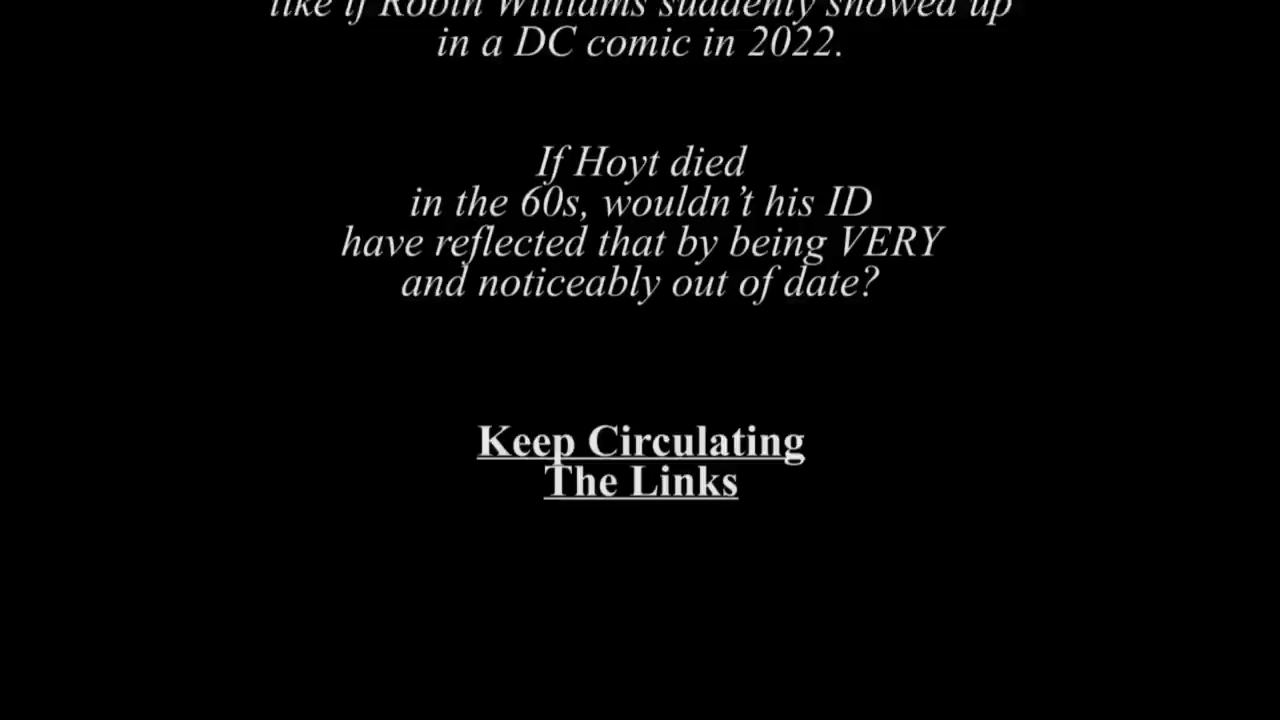 like if Robin Williams suddenly showed up
in a DC comic in 2022.
If Hoyt died
in the 60s, wouldn’t his ID
have reflected that by being VERY
and noticeably out of date?
Keep Circulating
The Links